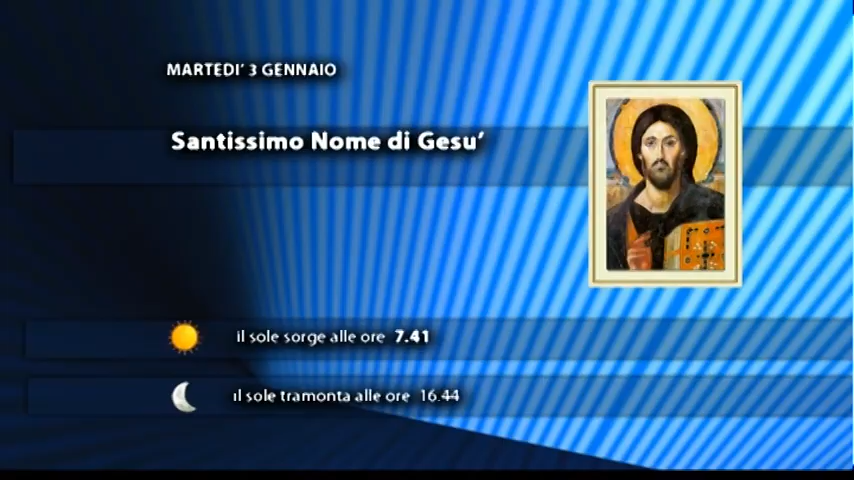 MARTEDI’ 3 GENNAIO
Santissimo Nome di Gesu’
il sole sorge alle ore 7.41
il sole tramonta alle ore 16.44